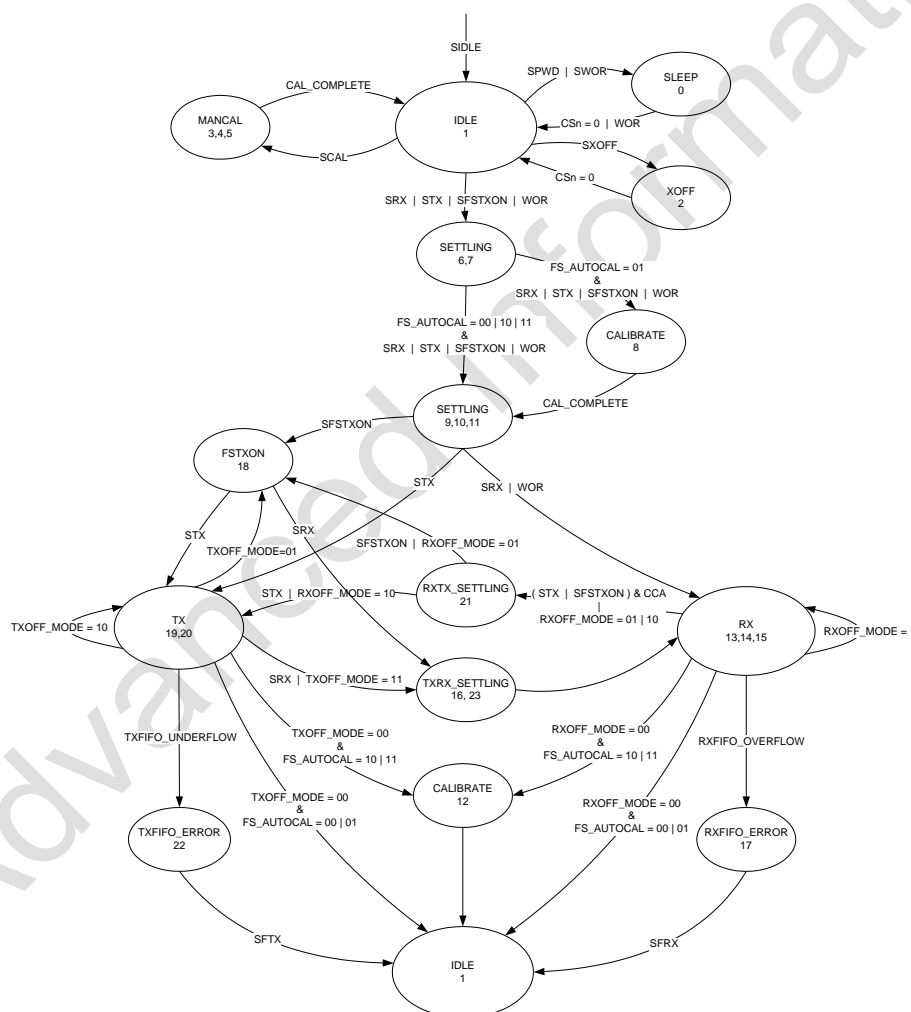 SIDLE
SPWD | SWOR
SLEEP
0
CAL_COMPLETE
MANCAL
3,4,5
IDLE
1
CSn = 0 | WOR
SXOFF
SCAL
CSn = 0
XOFF
2
SRX | STX | SFSTXON | WOR
SETTLING
6,7
FS_AUTOCAL = 01
&
SRX | STX | SFSTXON | WOR
FS_AUTOCAL = 00 | 10 | 11
&
SRX | STX | SFSTXON | WOR
CALIBRATE
8
CAL_COMPLETE
SETTLING
9,10,11
SFSTXON
FSTXON
18
STX
SRX | WOR
STX
SRX
TXOFF_MODE=01
SFSTXON | RXOFF_MODE = 01
STX | RXOFF_MODE = 10
RXTX_SETTLING
21
( STX | SFSTXON ) & CCA
|
RXOFF_MODE = 01 | 10
TXOFF_MODE = 10
TX
19,20
RX
13,14,15
RXOFF_MODE =
SRX | TXOFF_MODE = 11
TXRX_SETTLING
16, 23
TXFIFO_UNDERFLOW
TXOFF_MODE = 00
&
FS_AUTOCAL = 10 | 11
RXOFF_MODE = 00
&
FS_AUTOCAL = 10 | 11
RXFIFO_OVERFLOW
CALIBRATE
12
TXOFF_MODE = 00
&
FS_AUTOCAL = 00 | 01
RXOFF_MODE = 00
&
FS_AUTOCAL = 00 | 01
TXFIFO_ERROR
22
RXFIFO_ERROR
17
SFTX
SFRX
IDLE
1
Advanced Informati